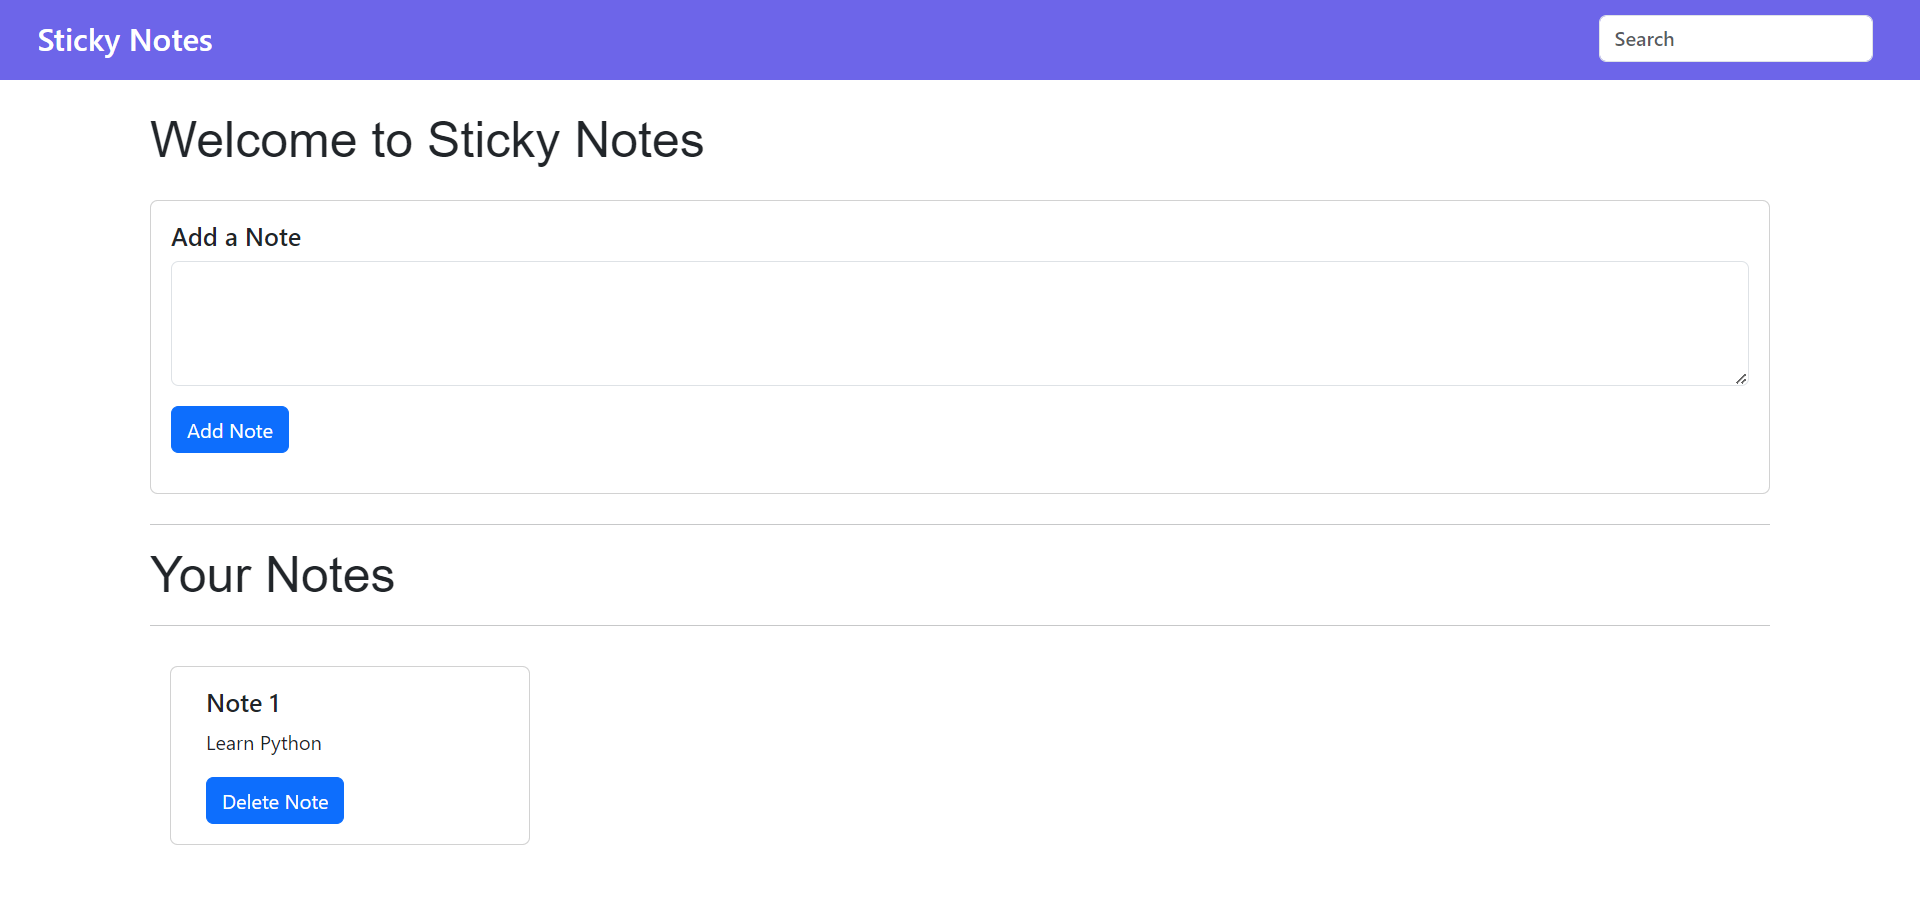 Sticky Notes
Search
Welcome to Sticky Notes
Add a Note
Add Note
Your Notes
Note 1
Learn Python
Delete Note